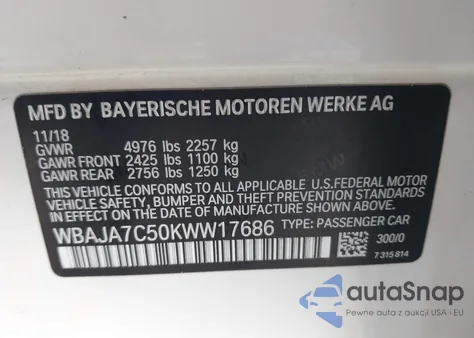 MFD BY BAYERISCHE MOTOREN WERKE AG
11/18
GVWR 4976 lbs 2257 kg
GAWR FRONT 2425 lbs 1100 kg
GAWR REAR 2756 lbs 1250 kg
THIS VEHICLE CONFORMS TO ALL APPLICABLE U.S.FEDERAL MOTOR
VEHICLE SAFETY, BUMPER, AND THEFT PREVENTION STANDARDS
IN EFFECT ON THE DATE OF MANUFACTURE SHOWN ABOVE.
WBAJA7C50KWW17686 TYPE: PASSENGER CAR
300/0
7315814
autoSnap
Pewne auta z aukcji USA i EU